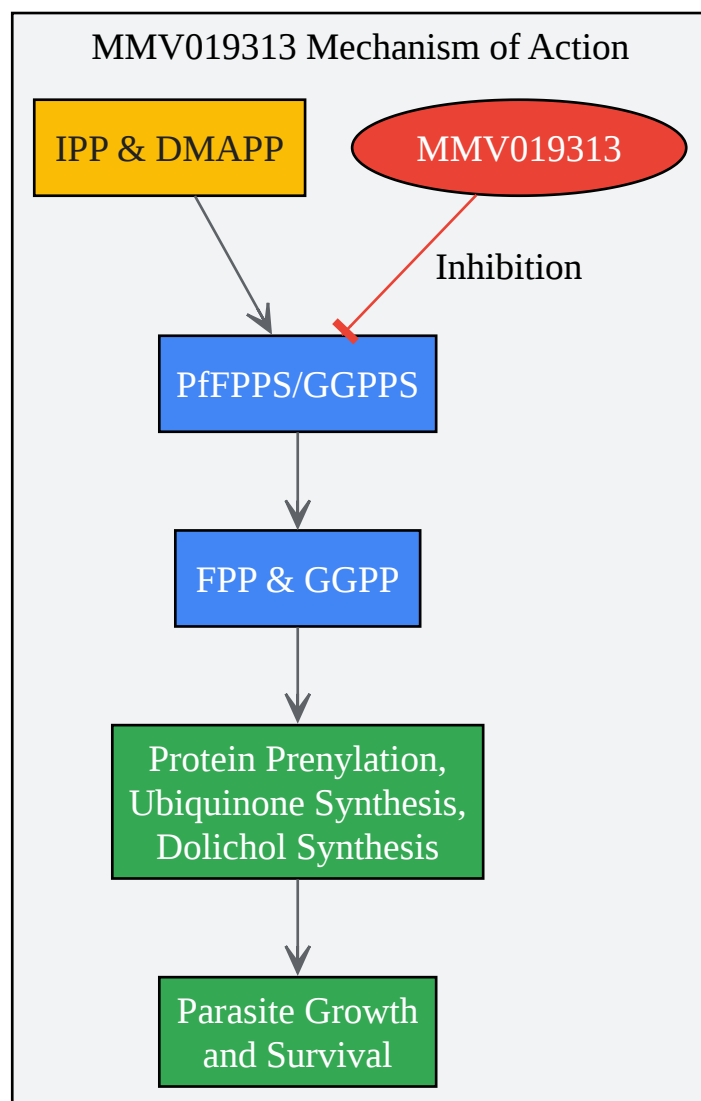 MMV019313 Mechanism of Action
IPP & DMAPP
MMV019313
Inhibition
PfFPPS/GGPPS
FPP & GGPP
Protein Prenylation,
Ubiquinone Synthesis,
Dolichol Synthesis
Parasite Growth
and Survival